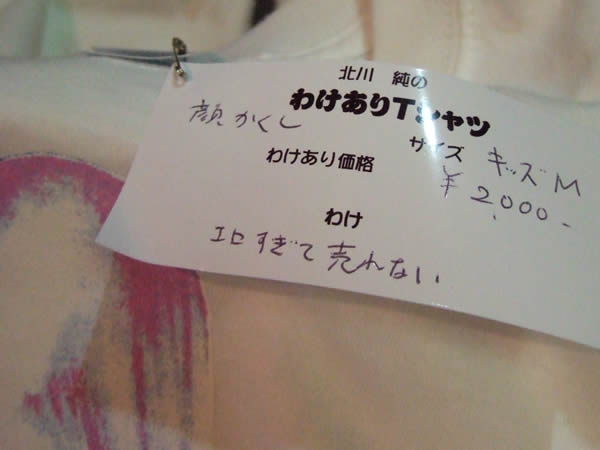 北川 純の
わけありTシャツ
顔かくし
サイズ キッズM
わけあり価格
¥2,000-
わけ
エロすぎて売れない